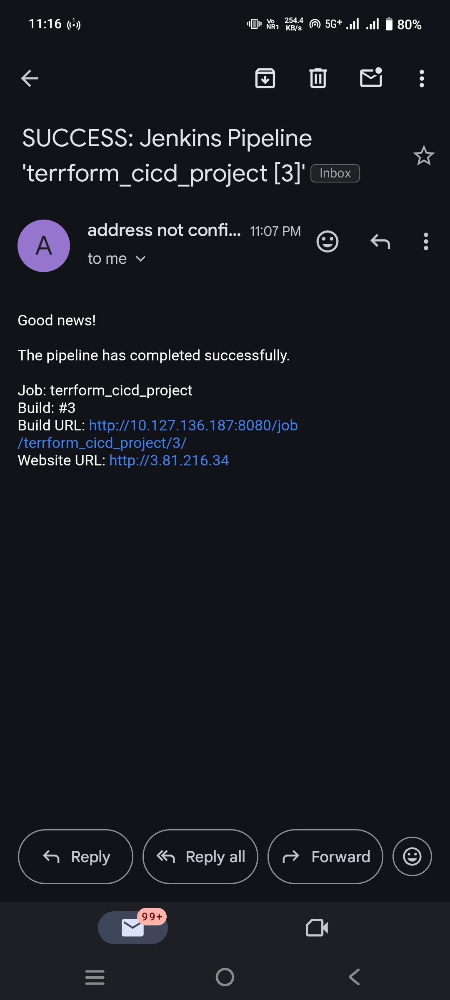 11:16 1 Vo NR1 254.4 KB/s 5G+ 80%
SUCCESS: Jenkins Pipeline
'terrform_cicd_project [3]' Inbox
A
address not confi... 11:07 PM
to me
Good news!
The pipeline has completed successfully.
Job: terrform_cicd_project
Build: #3
Build URL: http://10.127.136.187:8080/job
/terrform_cicd_project/3/
Website URL: http://3.81.216.34
Reply Reply all Forward
99+